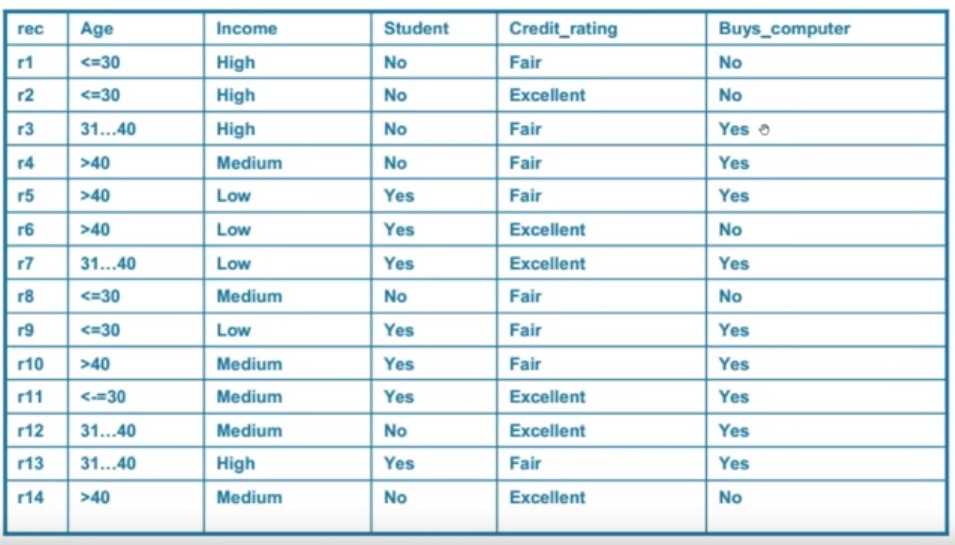 rec Age Income Student Credit_rating Buys_computer
r1 <=30 High No Fair No
r2 <=30 High No Excellent No
r3 31...40 High No Fair Yes
r4 >40 Medium No Fair Yes
r5 >40 Low Yes Fair Yes
r6 >40 Low Yes Excellent No
r7 31...40 Low Yes Excellent Yes
r8 <=30 Medium No Fair No
r9 <=30 Low Yes Fair Yes
r10 >40 Medium Yes Fair Yes
r11 <-=30 Medium Yes Excellent Yes
r12 31...40 Medium No Excellent Yes
r13 31...40 High Yes Fair Yes
r14 >40 Medium No Excellent No